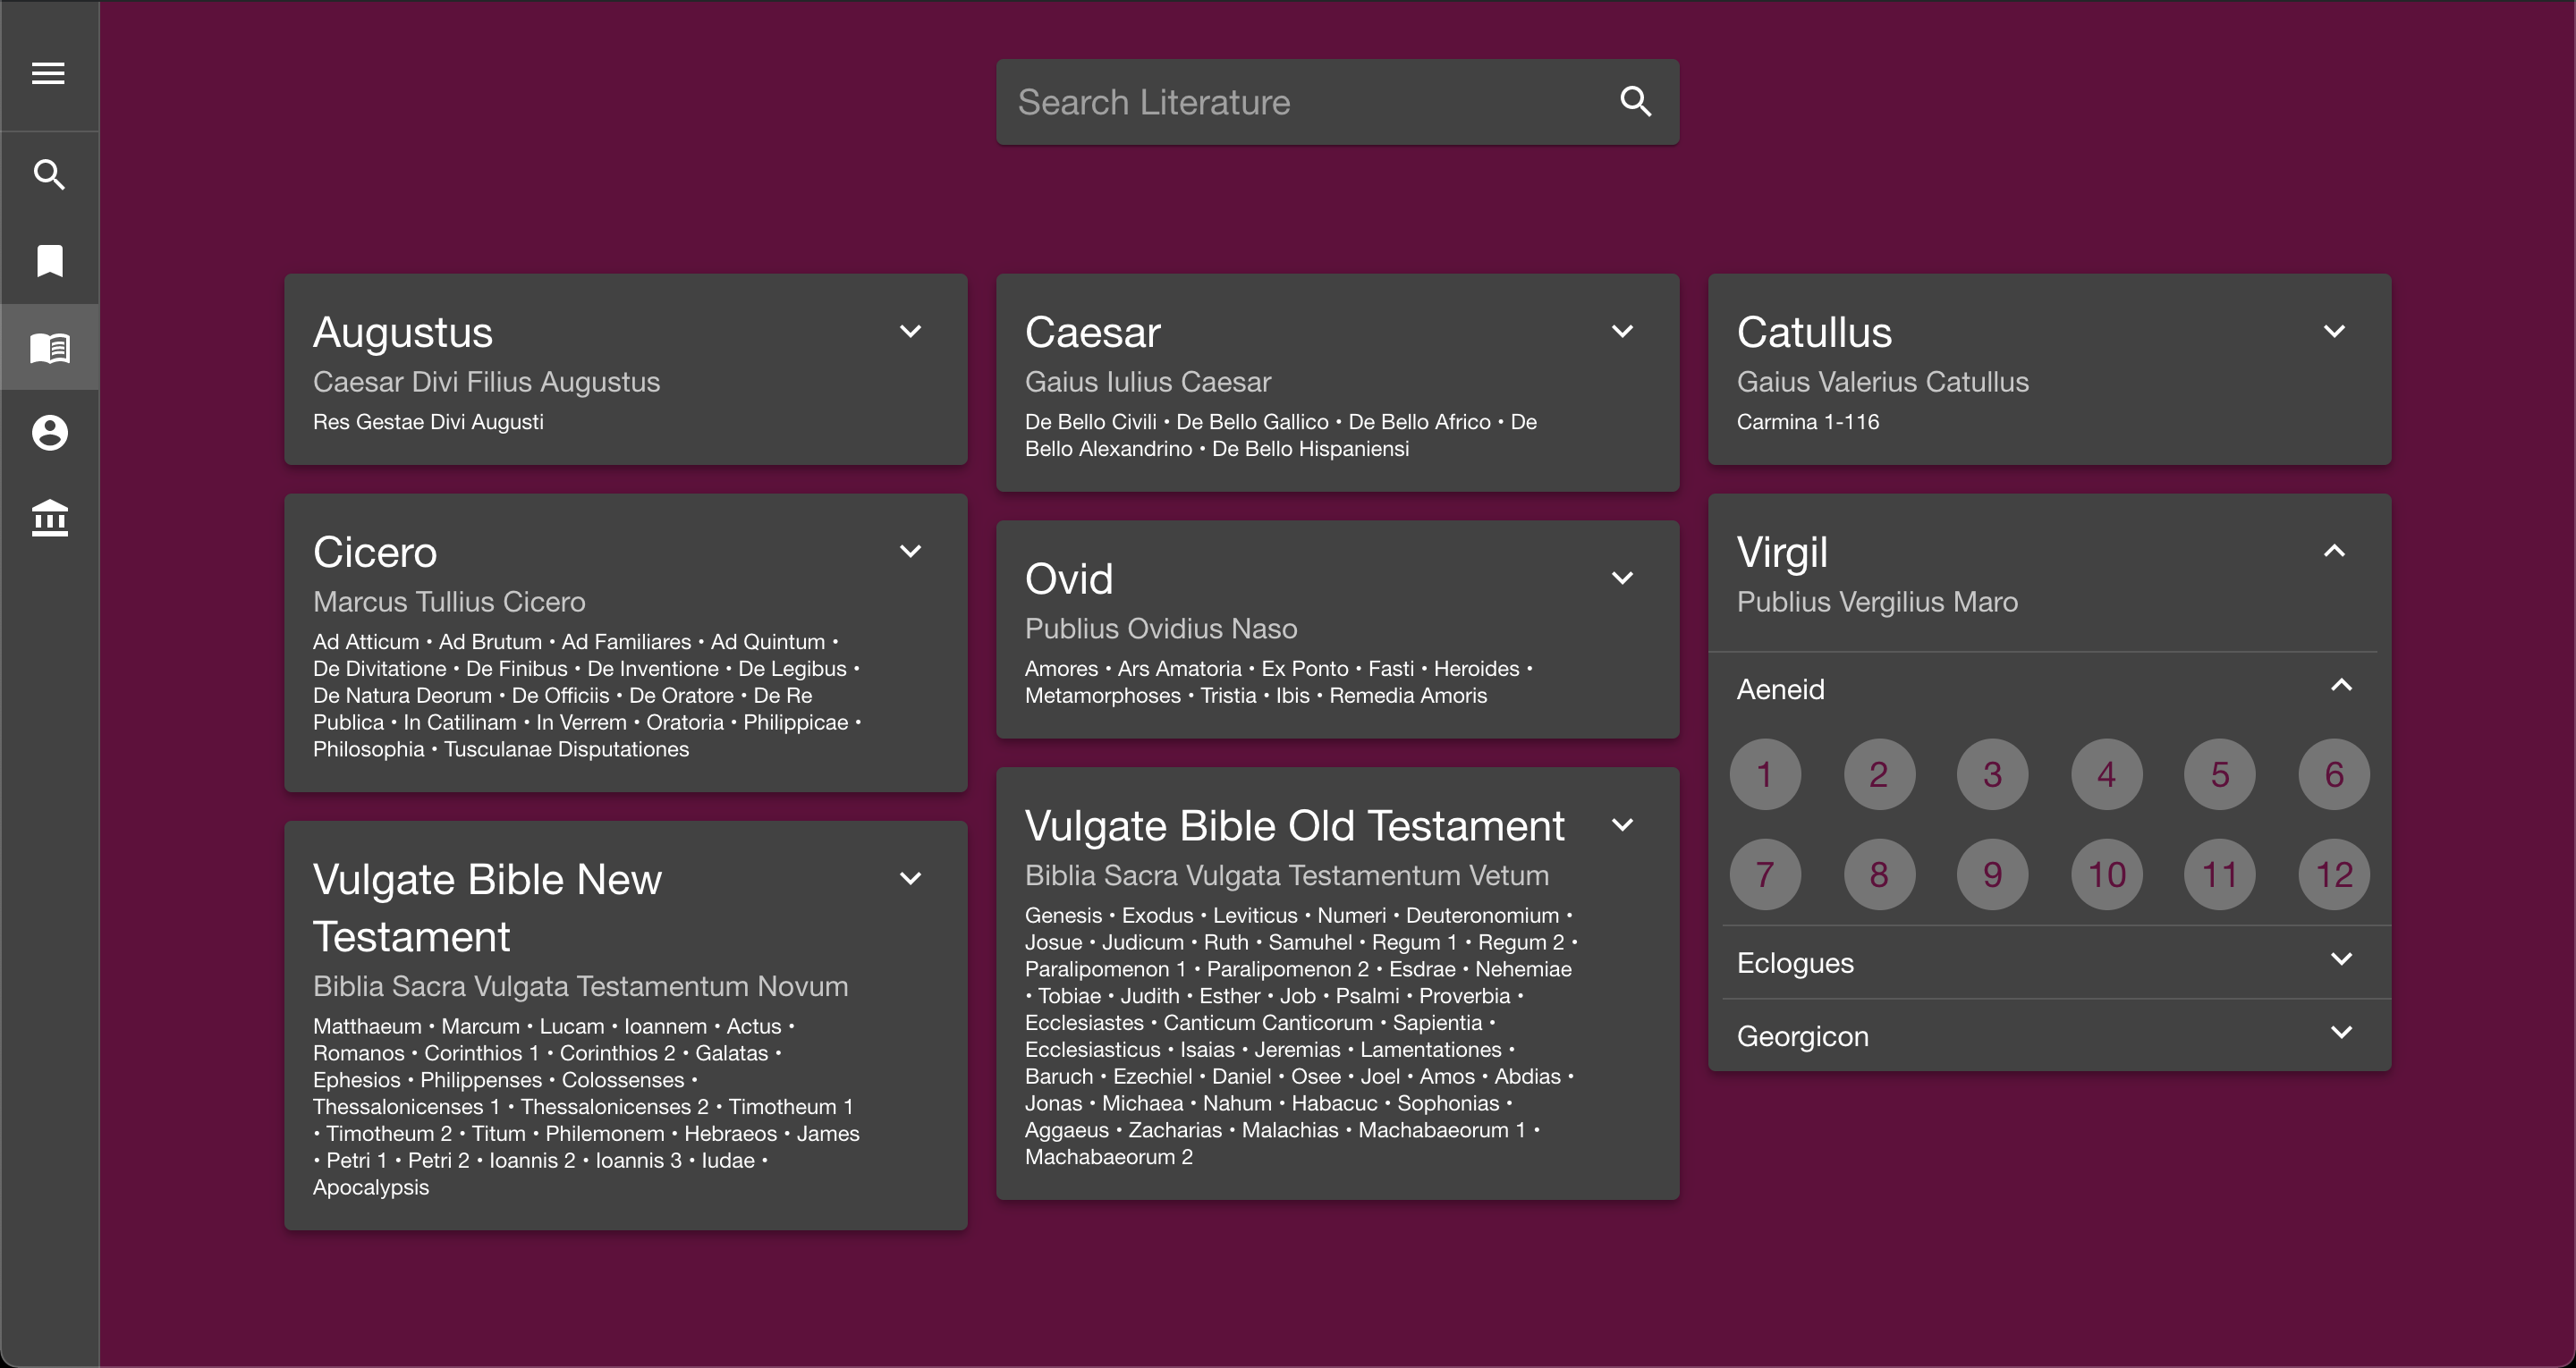 Search Literature
Augustus
Caesar Divi Filius Augustus
Res Gestae Divi Augusti
Caesar
Gaius Iulius Caesar
De Bello Civili • De Bello Gallico • De Bello Africo • De
Bello Alexandrino • De Bello Hispaniensi
Catullus
Gaius Valerius Catullus
Carmina 1-116
Cicero
Marcus Tullius Cicero
Ad Atticum • Ad Brutum • Ad Familiares • Ad Quintum •
De Divitatione • De Finibus • De Inventione • De Legibus •
De Natura Deorum • De Officiis • De Oratore • De Re
Publica • In Catilinam • In Verrem • Oratoria • Philippicae •
Philosophia • Tusculanae Disputationes
Ovid
Publius Ovidius Naso
Amores • Ars Amatoria • Ex Ponto • Fasti • Heroides •
Metamorphoses • Tristia • Ibis • Remedia Amoris
Virgil
Publius Vergilius Maro
Aeneid
1 2 3 4 5 6
7 8 9 10 11 12
Eclogues
Georgicon
Vulgate Bible New
Testament
Biblia Sacra Vulgata Testamentum Novum
Matthaeum • Marcum • Lucam • Ioannem • Actus •
Romanos • Corinthios 1 • Corinthios 2 • Galatas •
Ephesios • Philippenses • Colossenses •
Thessalonicenses 1 • Thessalonicenses 2 • Timotheum 1
• Timotheum 2 • Titum • Philemonem • Hebraeos • James
• Petri 1 • Petri 2 • Ioannis 2 • Ioannis 3 • Iudae •
Apocalypsis
Vulgate Bible Old Testament
Biblia Sacra Vulgata Testamentum Vetum
Genesis • Exodus • Leviticus • Numeri • Deuteronomium •
Josue • Judicum • Ruth • Samuhel • Regum 1 • Regum 2 •
Paralipomenon 1 • Paralipomenon 2 • Esdrae • Nehemiae
• Tobiae • Judith • Esther • Job • Psalmi • Proverbia •
Ecclesiastes • Canticum Canticorum • Sapientia •
Ecclesiasticus • Isaias • Jeremias • Lamentationes •
Baruch • Ezechiel • Daniel • Osee • Joel • Amos • Abdias •
Jonas • Michaea • Nahum • Habacuc • Sophonias •
Aggaeus • Zacharias • Malachias • Machabaeorum 1 •
Machabaeorum 2